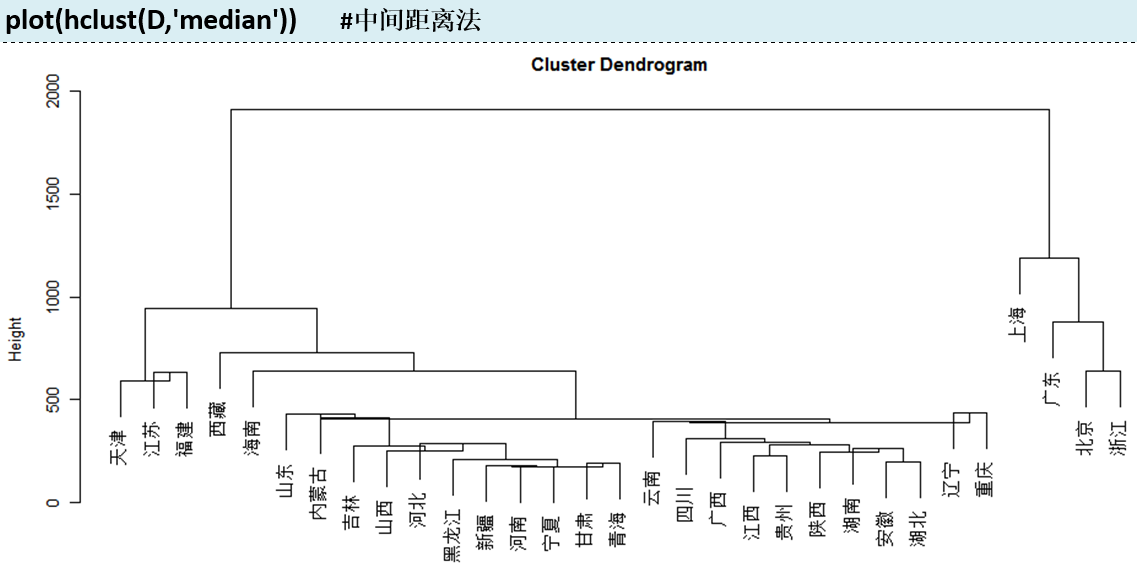 plot(hclust(D,'median')) #中间距离法
Cluster Dendrogram
Height
2000
1500
1000
500
0
天津
江苏
福建
西藏
海南
山东
内蒙古
吉林
山西
河北
黑龙江
新疆
河南
宁夏
甘肃
青海
云南
四川
广西
江西
贵州
陕西
湖南
安徽
湖北
辽宁
重庆
上海
广东
北京
浙江